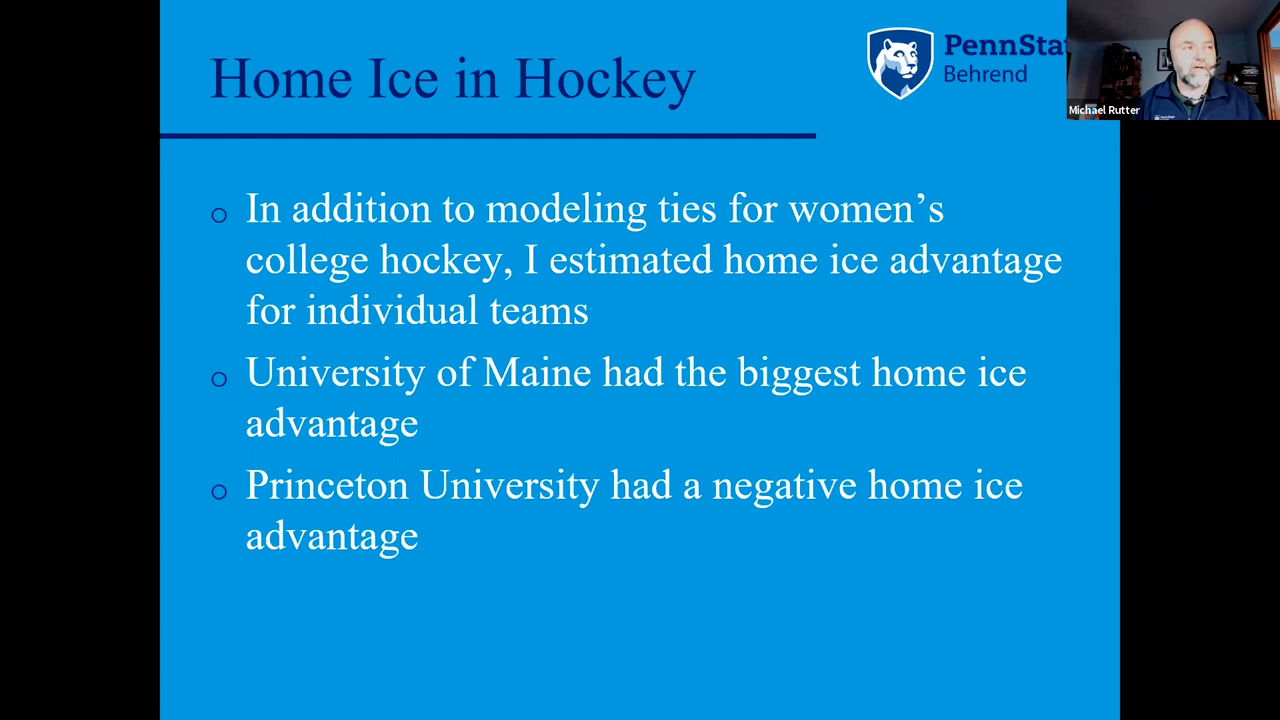 Home Ice in Hockey
PennSta
Behrend
Michael Rutter
In addition to modeling ties for women’s
college hockey, I estimated home ice advantage
for individual teams
University of Maine had the biggest home ice
advantage
Princeton University had a negative home ice
advantage